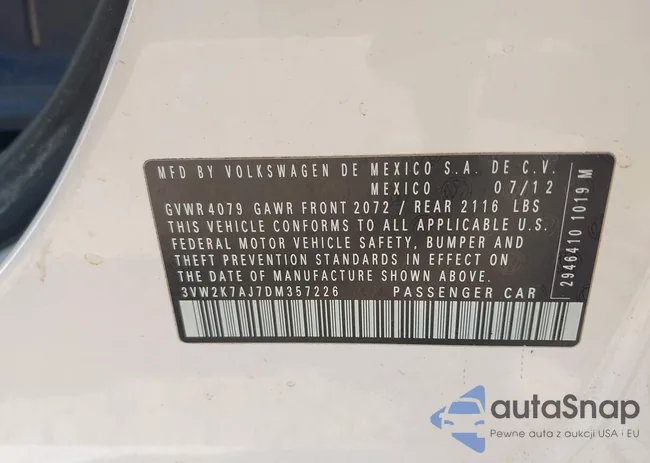 MFD BY VOLKSWAGEN DE MEXICO S.A. DE C.V.
MEXICO 07/12
GVWR 4079 GAWR FRONT 2072 / REAR 2116 LBS
THIS VEHICLE CONFORMS TO ALL APPLICABLE U.S.
FEDERAL MOTOR VEHICLE SAFETY, BUMPER AND
THEFT PREVENTION STANDARDS IN EFFECT ON
THE DATE OF MANUFACTURE SHOWN ABOVE.
3VW2K7AJ7DM357226 PASSENGER CAR
2946410 1019 M
autaSnap
Pewne auta z aukcji USA i EU